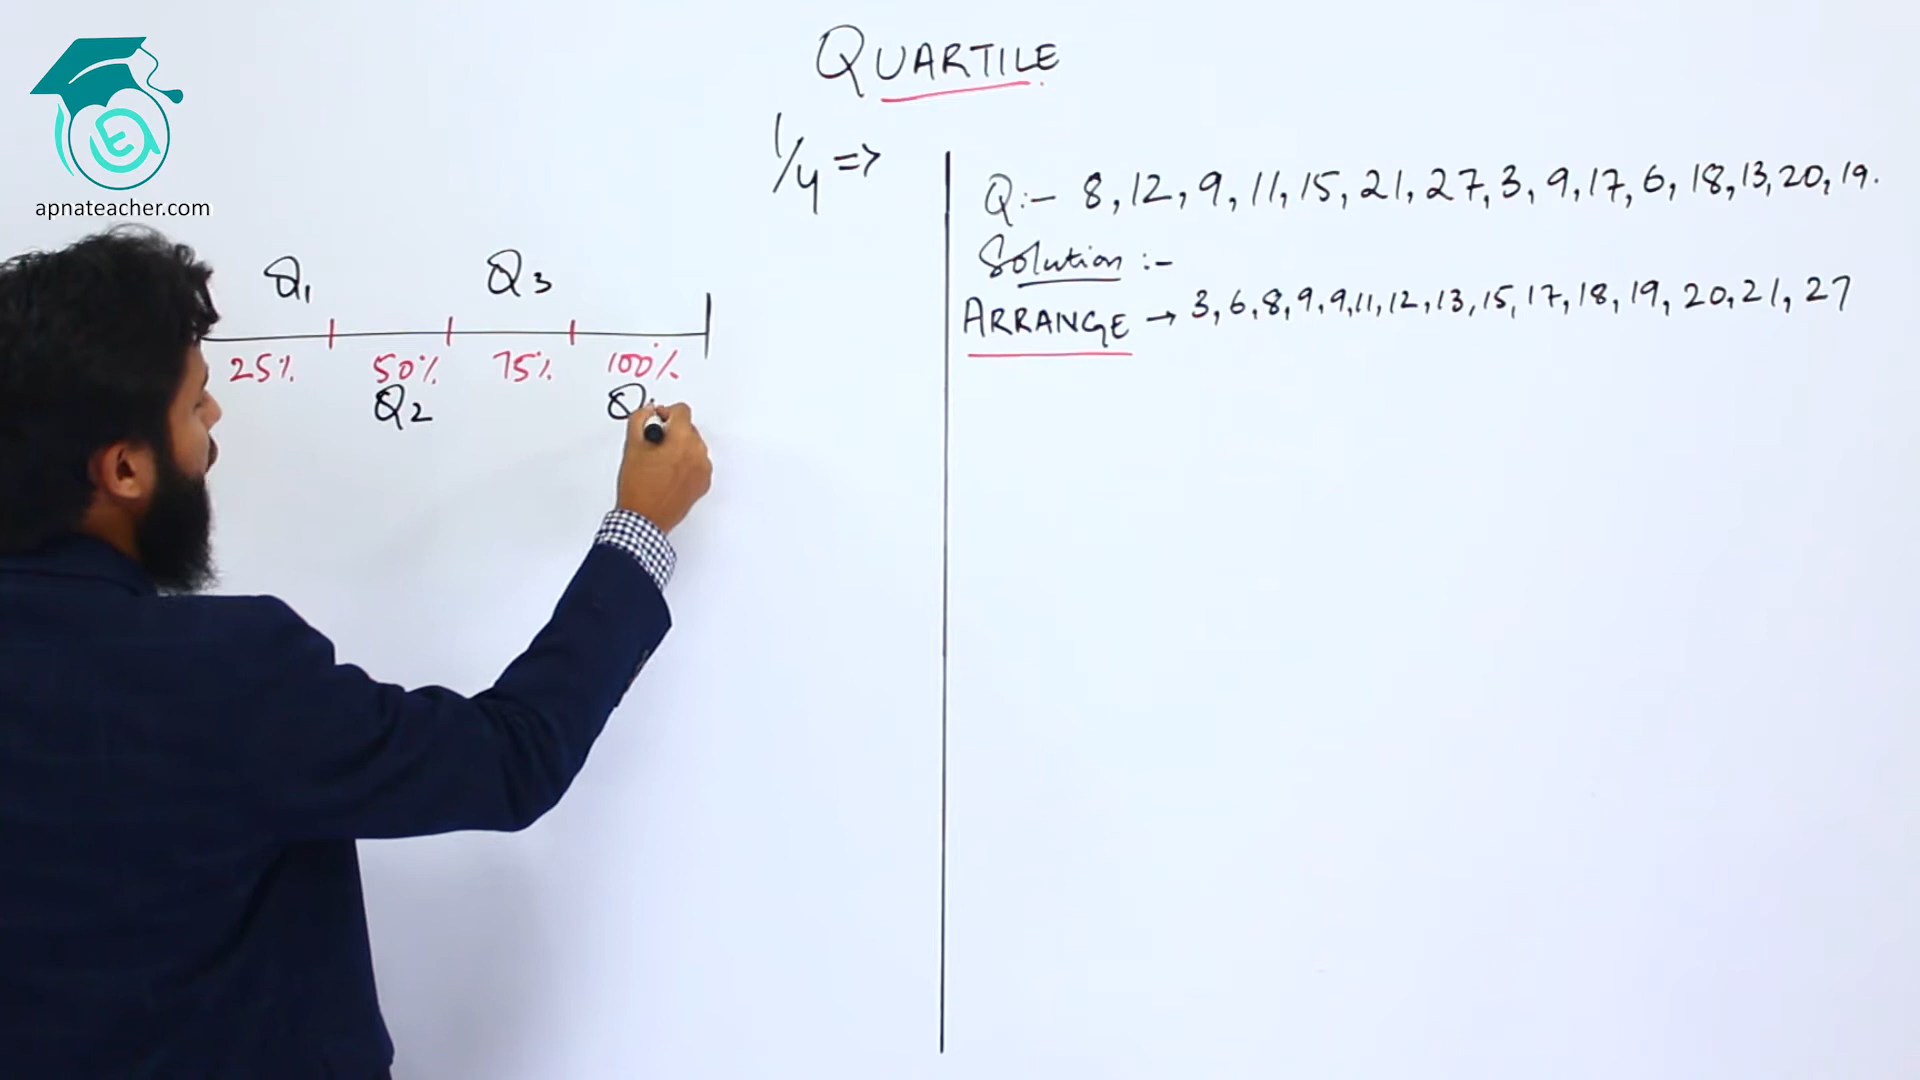 QUARTILE
1/4 =>
apnateacher.com
Q1 Q3
25% 50% 75% 100%
Q2
Q:- 8, 12, 9, 11, 15, 21, 27, 3, 9, 17, 6, 18, 13, 20, 19.
Solution :-
ARRANGE → 3, 6, 8, 9, 9, 11, 12, 13, 15, 17, 18, 19, 20, 21, 27